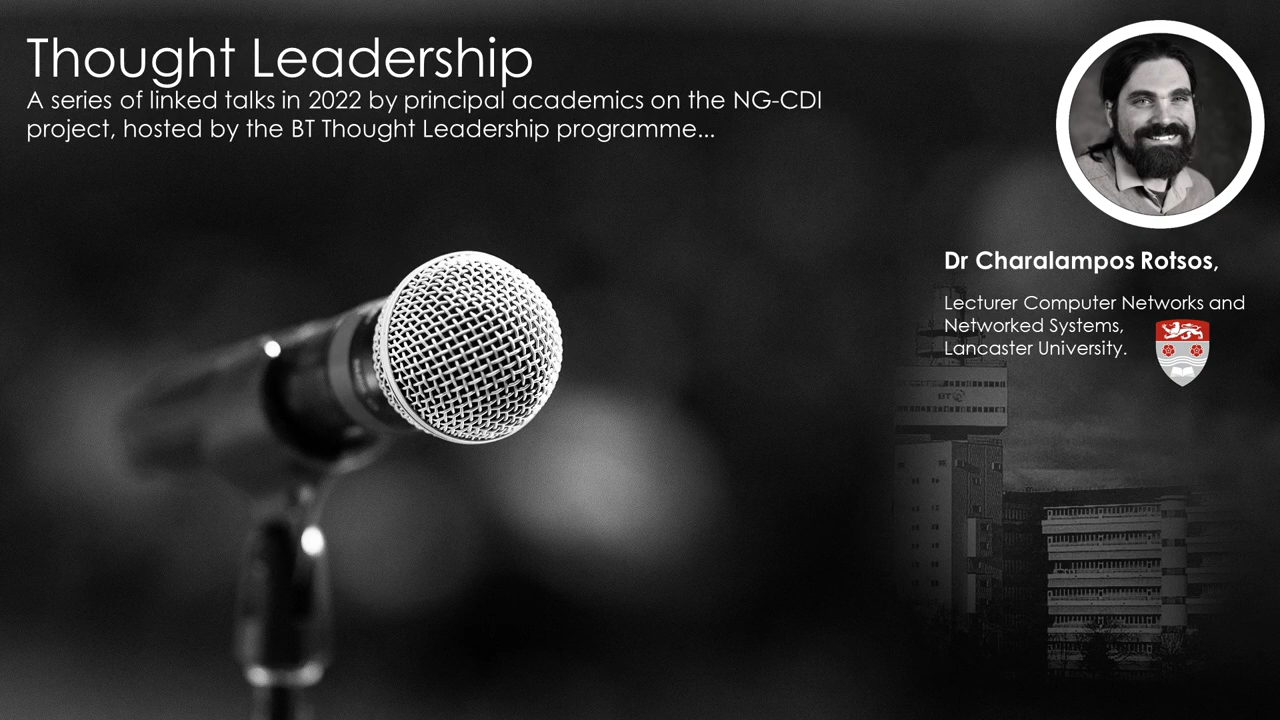 Thought Leadership
A series of linked talks in 2022 by principal academics on the NG-CDI
project, hosted by the BT Thought Leadership programme...
Dr Charalampos Rotsos,
Lecturer Computer Networks and
Networked Systems,
Lancaster University.
BT